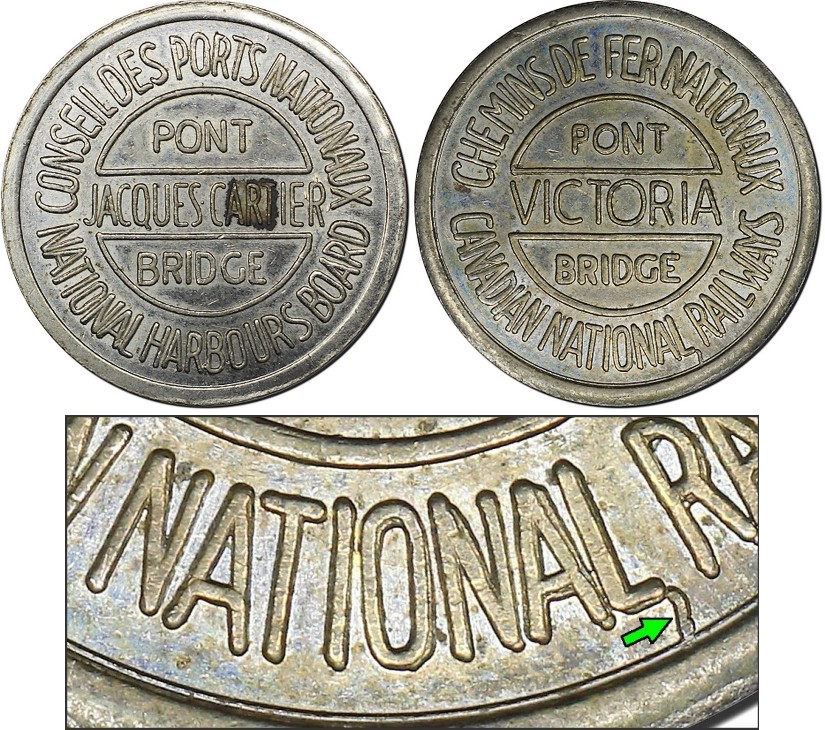 CONSEIL DES PORTS NATIONAUX
PONT
JACQUES CARTIER
BRIDGE
NATIONAL HARBOURS BOARD
CHEMINS DE FER NATIONAUX
PONT
VICTORIA
BRIDGE
CANADIAN NATIONAL RAILWAYS
N NATIONAL RA